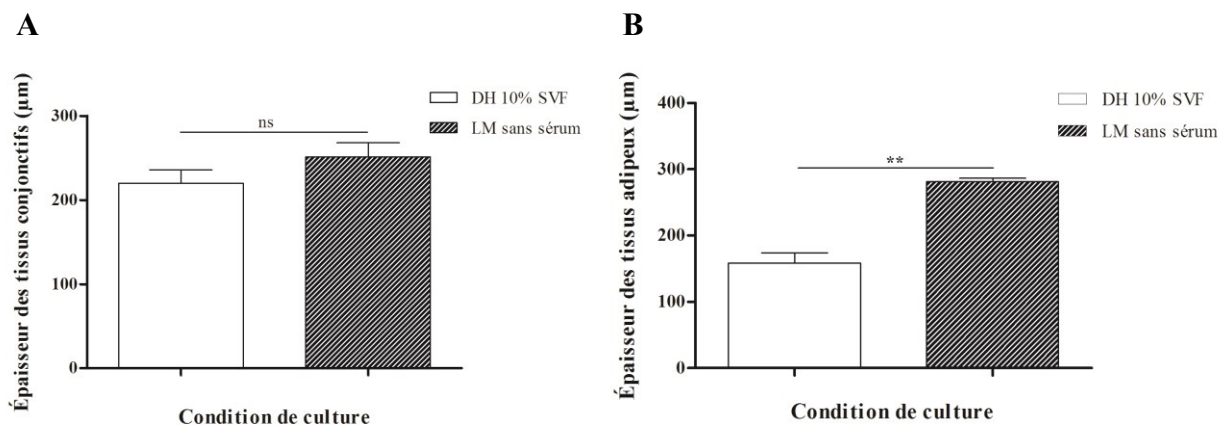 A
Épaisseur des tissus conjonctifs (µm)
300
200
100
0
ns
DH 10% SVF
LM sans sérum
Condition de culture
B
Épaisseur des tissus adipeux (µm)
400
300
200
100
0
**
DH 10% SVF
LM sans sérum
Condition de culture